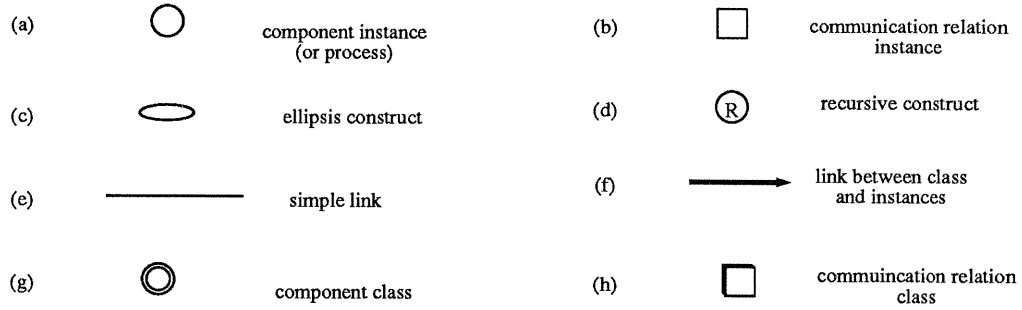 (a) component instance
(or process)
(b) communication relation
instance
(c) ellipsis construct
(d) R recursive construct
(e) simple link
(f) link between class
and instances
(g) component class
(h) commuincation relation
class